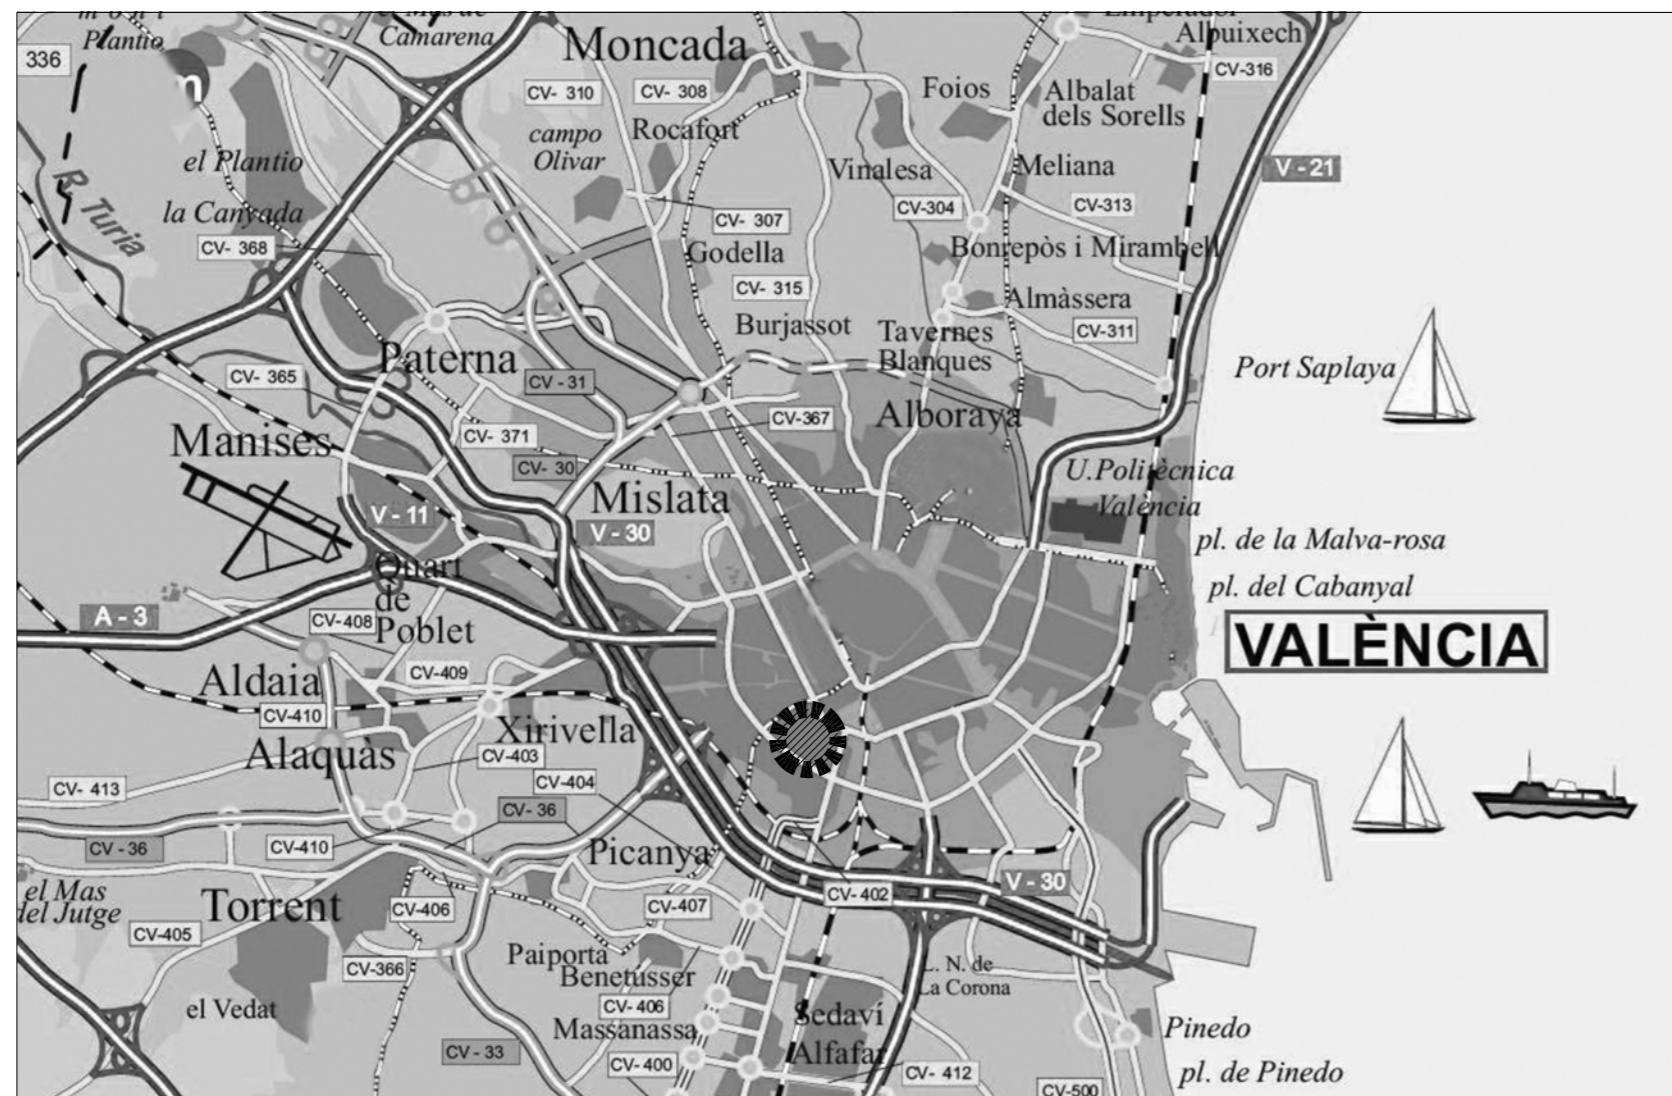 Plantio
Camarena
Moncada
Albuixech
336
CV-316
CV- 310
CV- 308
Foios
Albalat
dels Sorells
campo
Olivar
Rocafort
el Plantio
Vinalesa
Meliana
V - 21
la Canyada
CV- 307
CV-304
CV-313
R. Turia
CV- 368
Godella
Bonrepòs i Mirambell
CV- 315
Almàssera
Burjassot
Tavernes
Blanques
CV-311
Paterna
Port Saplaya
CV- 365
CV - 31
CV-367
Alboraya
Manises
CV- 371
CV- 30
U.Politècnica
València
Mislata
V - 11
V - 30
pl. de la Malva-rosa
Quart
de
Poblet
pl. del Cabanyal
A - 3
CV-408
VALÈNCIA
CV-409
Aldaia
CV-410
Xirivella
Alaquàs
CV-403
CV-404
CV- 413
CV- 36
CV - 36
CV-410
Picanya
el Mas
del Jutge
Torrent
CV-406
CV-407
CV- 402
V - 30
CV-405
CV-366
Paiporta
Benetússer
L. N. de
La Corona
el Vedat
CV- 406
Massanassa
Sedaví
Pinedo
CV - 33
CV-400
Alfafar
CV- 412
pl. de Pinedo
CV-500